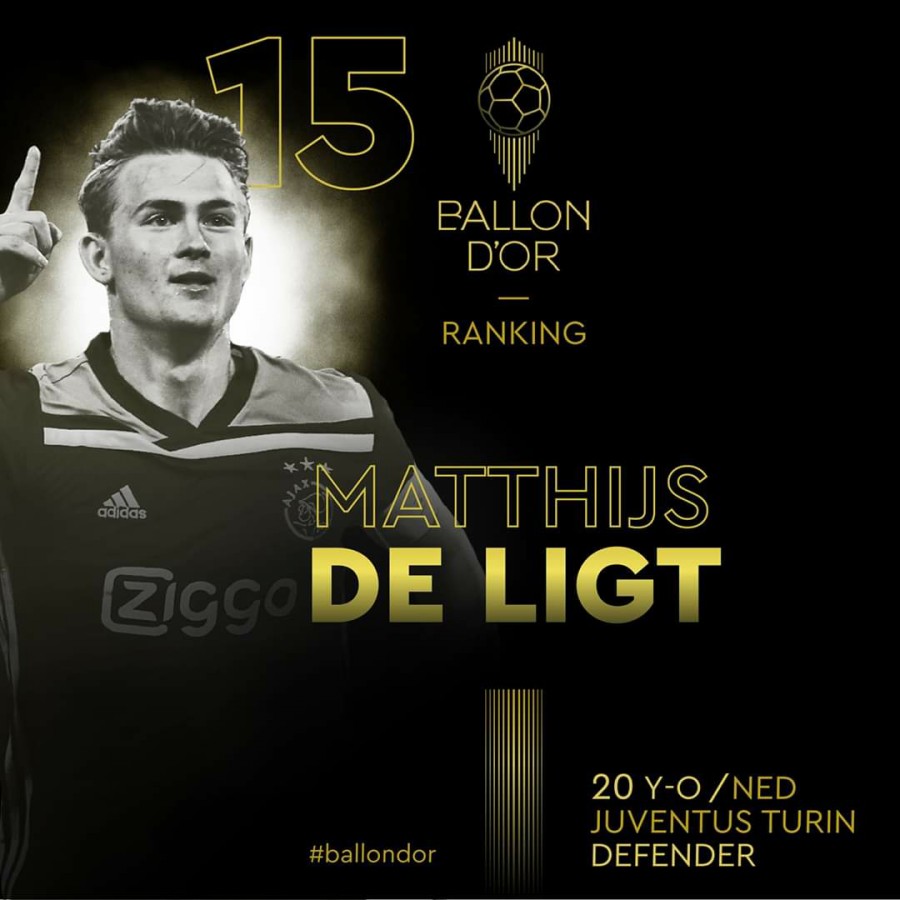 15
BALLON
D'OR
—
RANKING
AJAX
MATTHIJS
adidas
DE LIGT
Ziggo
20 Y-O / NED
JUVENTUS TURIN
DEFENDER
#ballondor